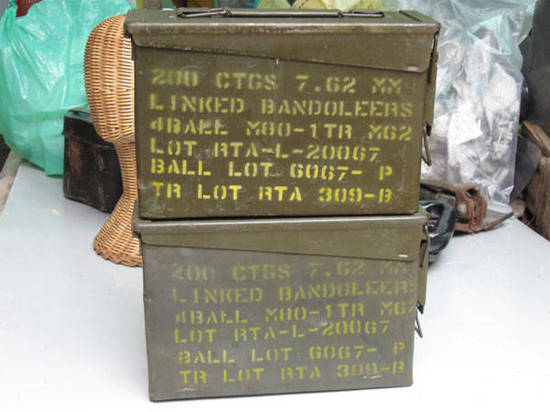 200 CTGS 7.62 MM
LINKED BANDOLEERS
4BALL M80-1TR M62
LOT RTA-L-20067
BALL LOT 6067- P
TR LOT RTA 309-B
200 CTGS 7.62 MM
LINKED BANDOLEERS
4BALL M80-1TR M62
LOT RTA-L-20067
BALL LOT 6067- P
TR LOT RTA 309-B